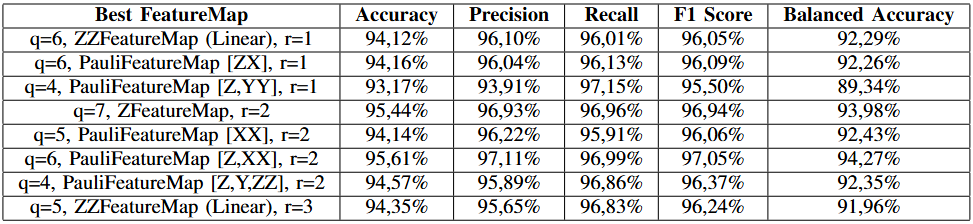 Best FeatureMap Accuracy Precision Recall F1 Score Balanced Accuracy
q=6, ZZFeatureMap (Linear), r=1 94,12% 96,10% 96,01% 96,05% 92,29%
q=6, PauliFeatureMap [ZX], r=1 94,16% 96,04% 96,13% 96,09% 92,26%
q=4, PauliFeatureMap [Z,YY], r=1 93,17% 93,91% 97,15% 95,50% 89,34%
q=7, ZFeatureMap, r=2 95,44% 96,93% 96,96% 96,94% 93,98%
q=5, PauliFeatureMap [XX], r=2 94,14% 96,22% 95,91% 96,06% 92,43%
q=6, PauliFeatureMap [Z,XX], r=2 95,61% 97,11% 96,99% 97,05% 94,27%
q=4, PauliFeatureMap [Z,Y,ZZ], r=2 94,57% 95,89% 96,86% 96,37% 92,35%
q=5, ZZFeatureMap (Linear), r=3 94,35% 95,65% 96,83% 96,24% 91,96%